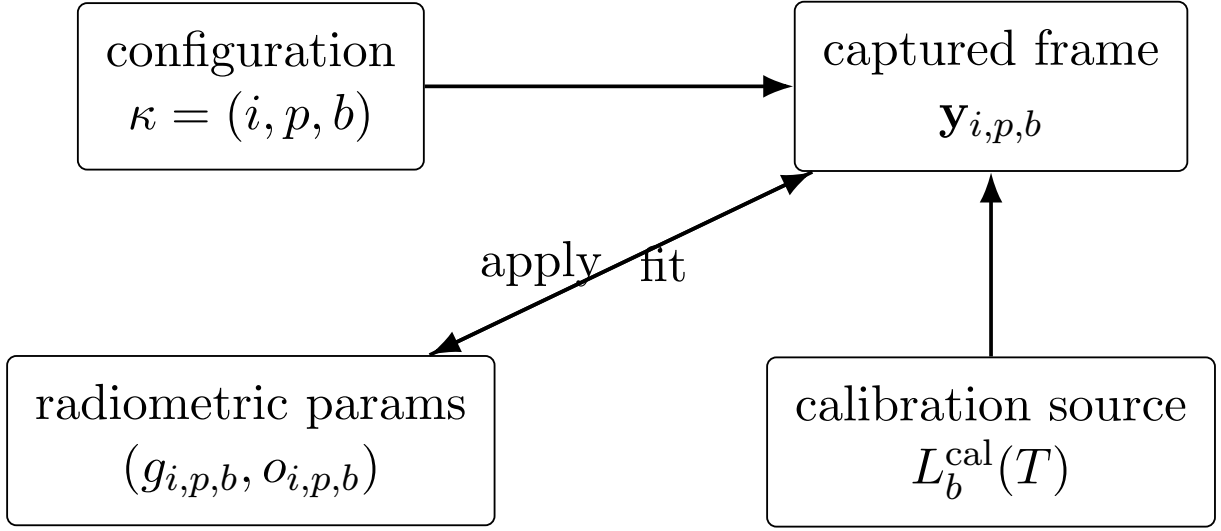 configuration
κ = (i, p, b)
captured frame
y_{i,p,b}
apply fit
radiometric params
(g_{i,p,b}, o_{i,p,b})
calibration source
L_b^{cal}(T)